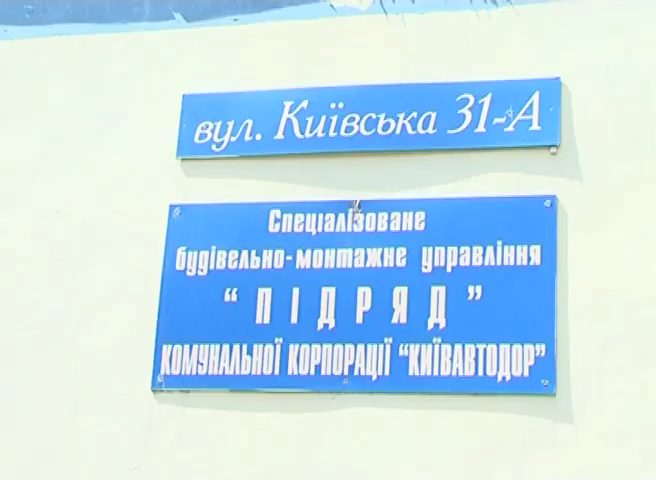 вул. Київська 31-А
Спеціалізоване
будівельно-монтажне управління
“ПІДРЯД”
КОМУНАЛЬНОЇ КОРПОРАЦІЇ “КИЇВАВТОДОР”